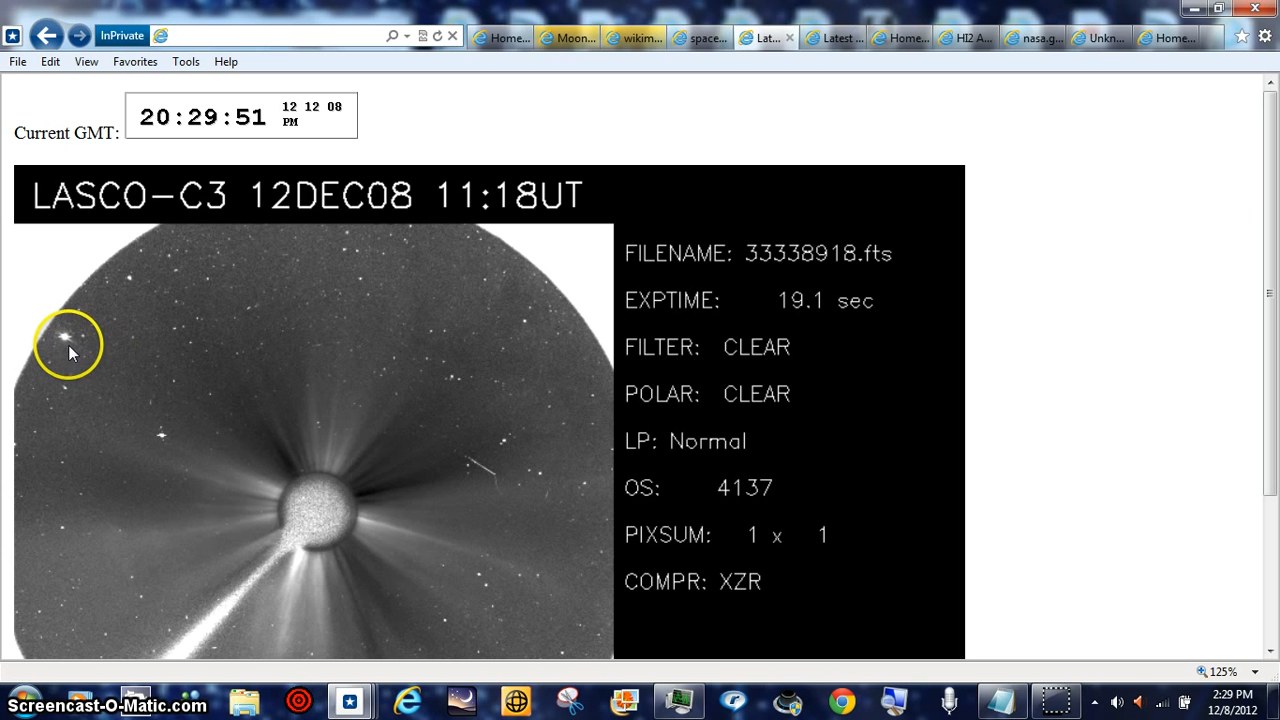 InPrivate
Home...
Moon...
wikim...
space...
Lat...
Latest ...
Home...
HI2 A...
nasa.g...
Unkn...
Home...
File Edit View Favorites Tools Help
Current GMT: 20:29:51 12 12 08 PM
LASCO-C3 12DEC08 11:18UT
FILENAME: 33338918.fts
EXPTIME: 19.1 sec
FILTER: CLEAR
POLAR: CLEAR
LP: Normal
OS: 4137
PIXSUM: 1 x 1
COMPR: XZR
125%
Screencast-O-Matic.com
2:29 PM
12/8/2012